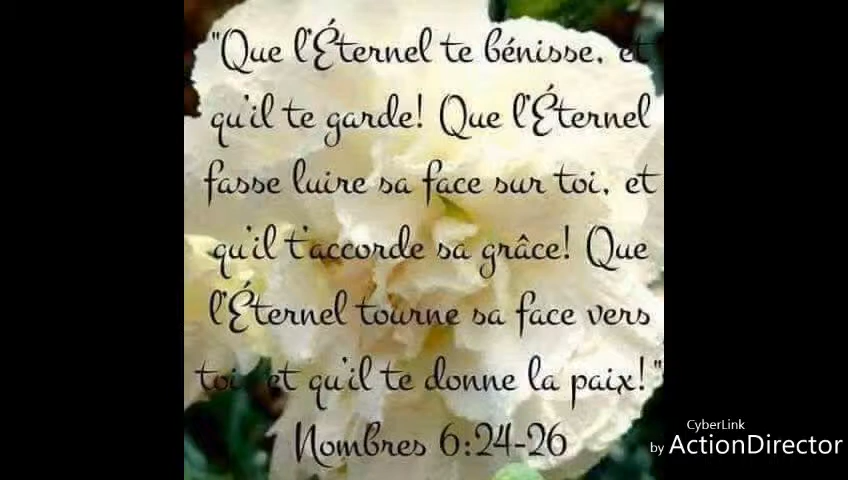 "Que l'Éternel te bénisse, et
qu'il te garde! Que l'Éternel
fasse luire sa face sur toi, et
qu'il t'accorde sa grâce! Que
l'Éternel tourne sa face vers
toi, et qu'il te donne la paix!"
Nombres 6:24-26
CyberLink
by ActionDirector